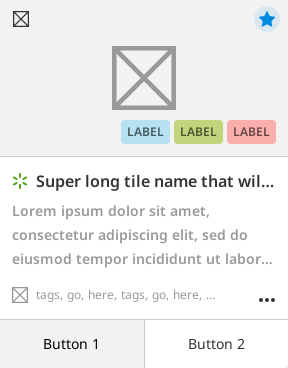 LABEL LABEL LABEL
Super long tile name that wil...
Lorem ipsum dolor sit amet,
consectetur adipiscing elit, sed do
eiusmod tempor incididunt ut labor...
tags, go, here, tags, go, here, ...
Button 1 Button 2